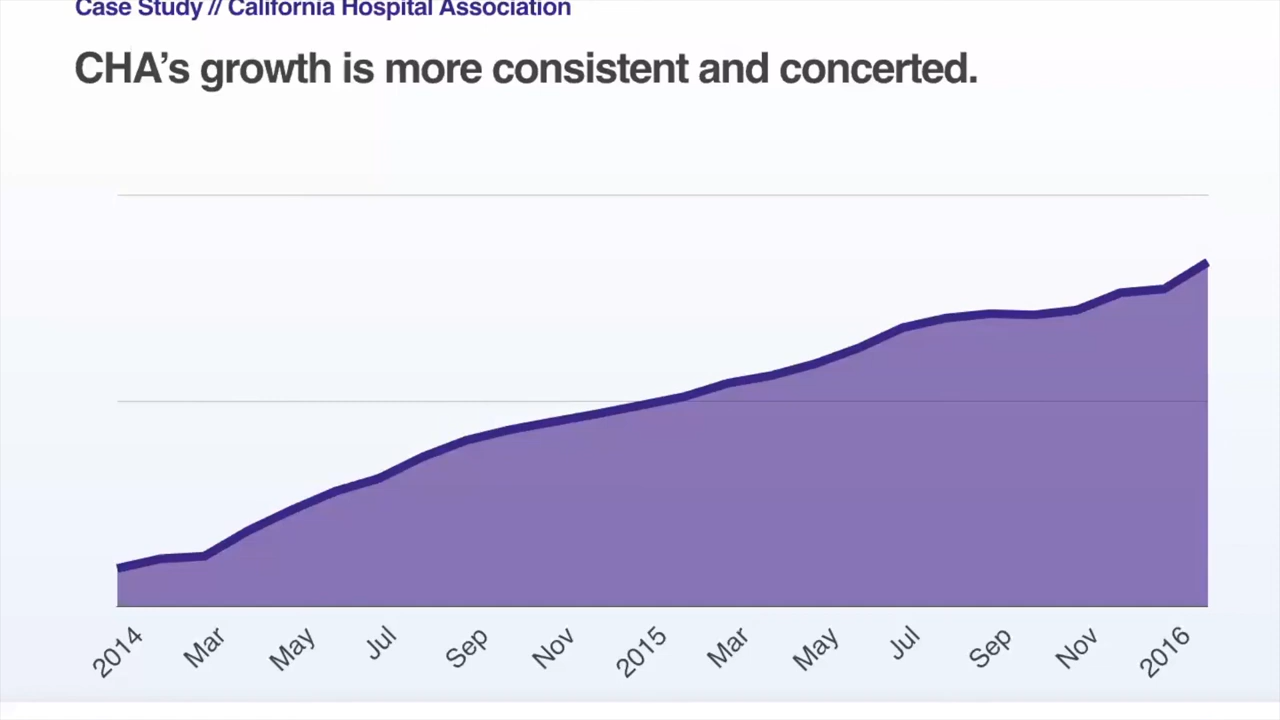 Case Study // California Hospital Association
CHA’s growth is more consistent and concerted.
2014 Mar May Jul Sep Nov 2015 Mar May Jul Sep Nov 2016